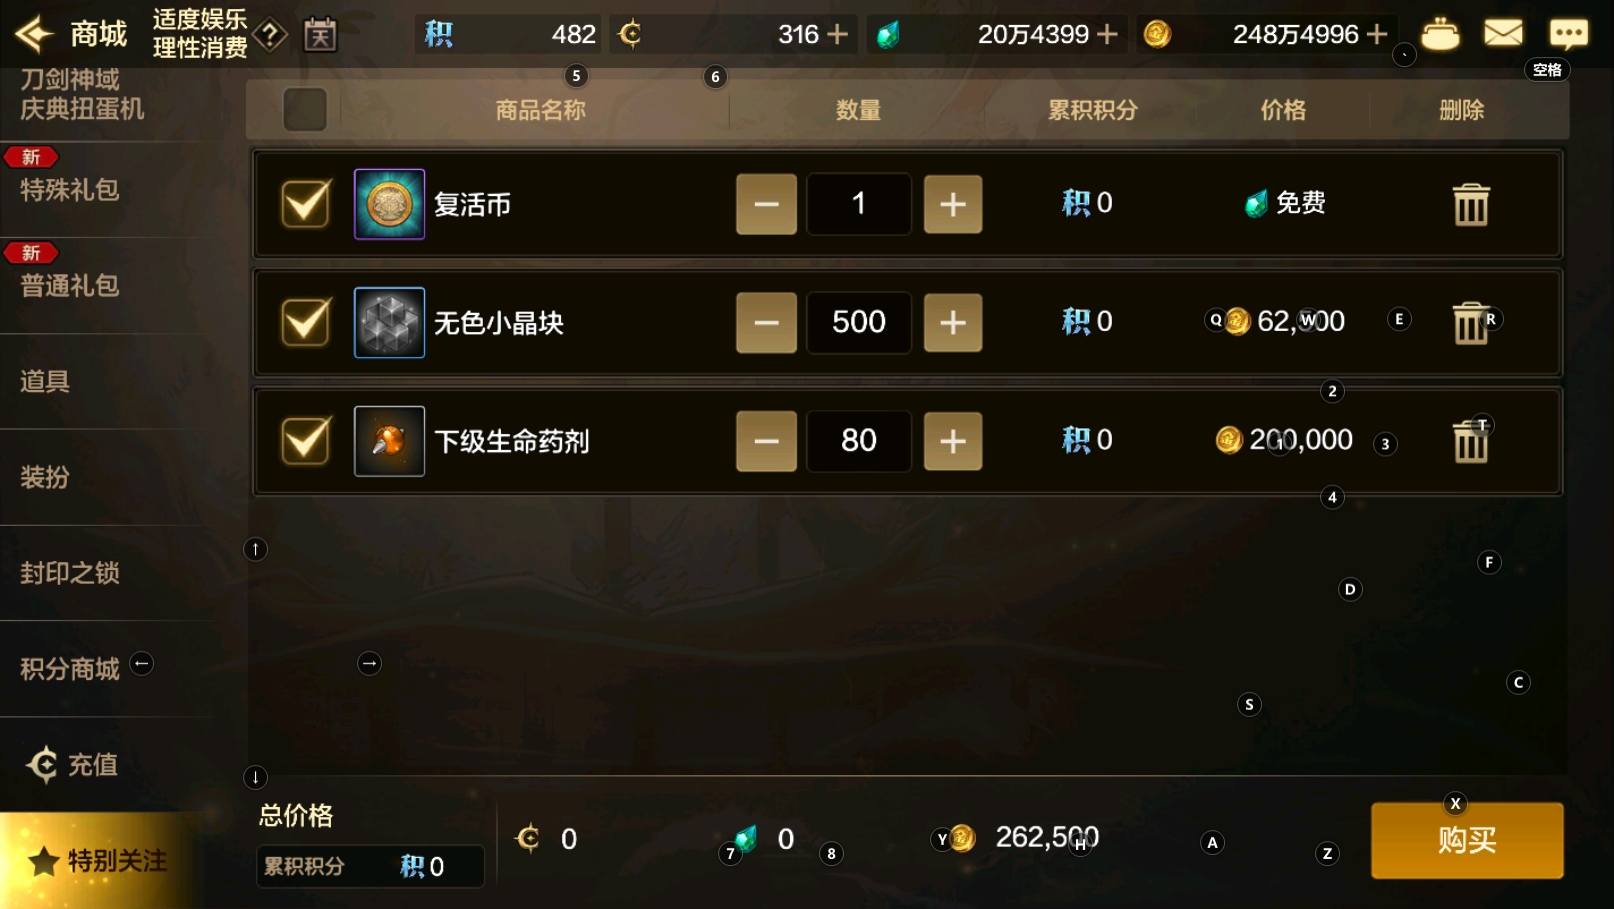 商城
适度娱乐
理性消费
?
关
积 482
316 +
20万4399 +
248万4996 +
、
空格
5
6
刀剑神域
庆典扭蛋机
新
特殊礼包
新
普通礼包
道具
装扮
封印之锁
积分商城 ←
→
↑
↓
充值
特别关注
商品名称 数量 累积积分 价格 删除
复活币 − 1 + 积 0 免费
无色小晶块 − 500 + 积 0 Q 62,500 W E R
2
下级生命药剂 − 80 + 积 0 200,000 1 3 T
4
F
D
C
S
X
总价格
累积积分 积 0
0
7 0 8
Y 262,500 H
A
Z
购买